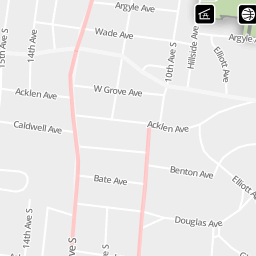 Argyle Ave
Wade Ave
14th Ave S
15th Ave S
10th Ave S
Hillside Ave
Argyle Ave
Elliott Ave
Acklen Ave
W Grove Ave
Caldwell Ave
Acklen Ave
Benton Ave
Bate Ave
Elliott Ave
14th Ave S
Douglas Ave